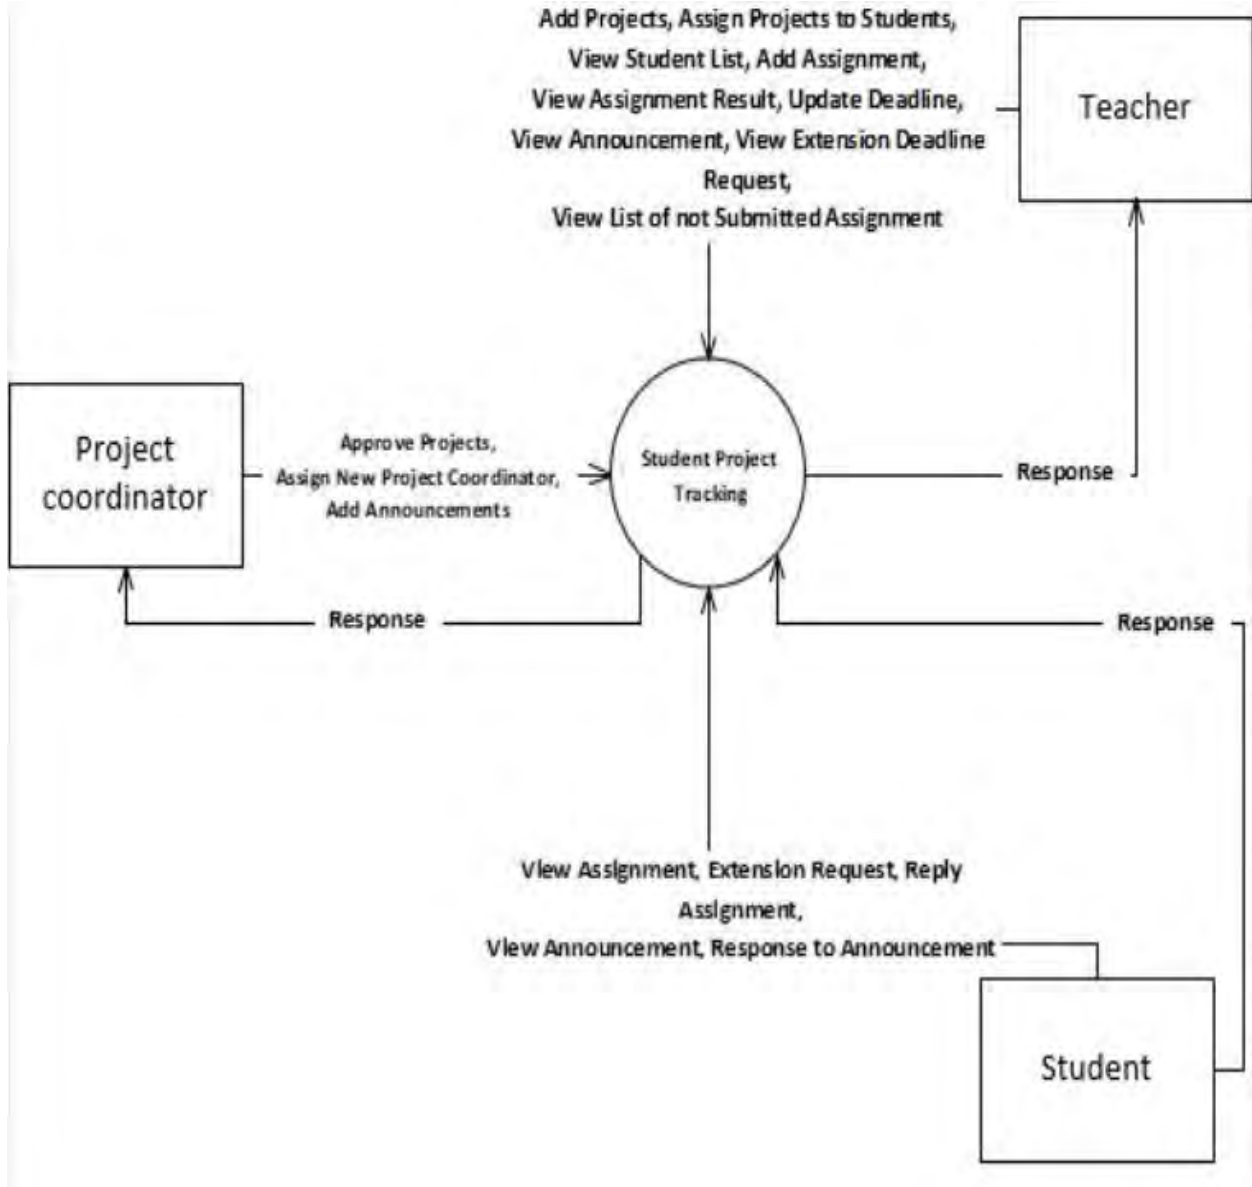 Add Projects, Assign Projects to Students,
View Student List, Add Assignment,
View Assignment Result, Update Deadline,
View Announcement, View Extension Deadline
Request,
View List of not Submitted Assignment
Teacher
Project
coordinator
Approve Projects,
Assign New Project Coordinator,
Add Announcements
Student Project
Tracking
Response
Response
Response
View Assignment, Extension Request, Reply
Assignment,
View Announcement, Response to Announcement
Student